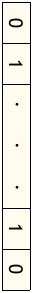 0 1 . . . 1 0